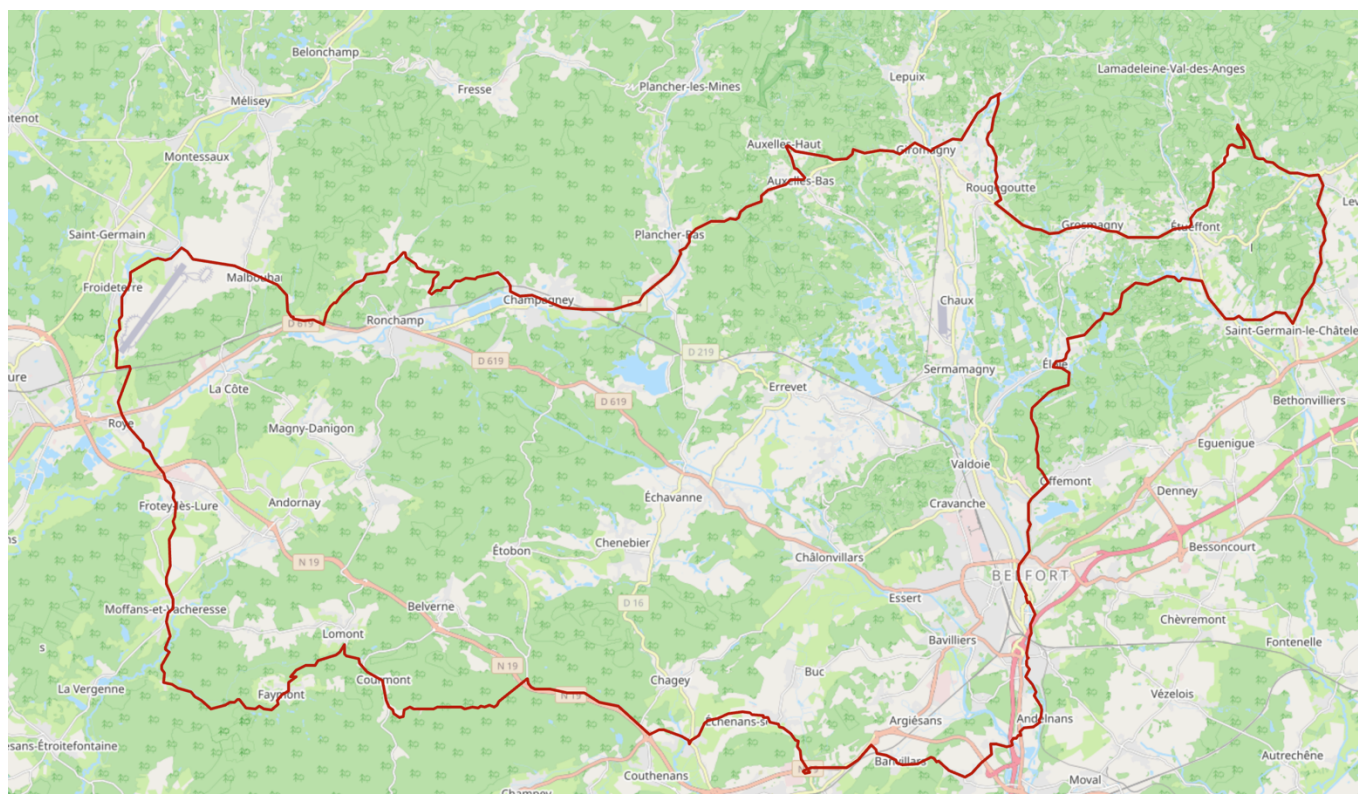 Belonchamp
Lepuix
Lamadeleine-Val-des-Anges
Fresse
Plancher-les-Mines
Mélisey
Montessaux
Auxelles-Haut
Giromagny
Auxelles-Bas
Rougegoutte
Saint-Germain
Plancher-Bas
Grosmagny
Étueffont
Froideterre
Champagney
Chaux
D 619
Ronchamp
D 219
Saint-Germain-le-Châtele
D 619
La Côte
Errevet
Sermamagny
D 619
Bethonvilliers
Roye
Magny-Danigon
Eguenigue
Valdoie
Offemont
Andornay
Échavanne
Cravanche
Denney
Frotey-lès-Lure
Étobon
Chenebier
Châlonvillars
Bessoncourt
N 19
BELFORT
Moffans-et-Vacheresse
Belverne
D 16
Essert
Chèvremont
Lomont
Bavilliers
Fontenelle
N 19
Chagey
Buc
La Vergenne
Faymont
Courmont
N 19
Vézelois
Argiésans
Andelnans
Banvillars
Autrechêne
Couthenans
Moval